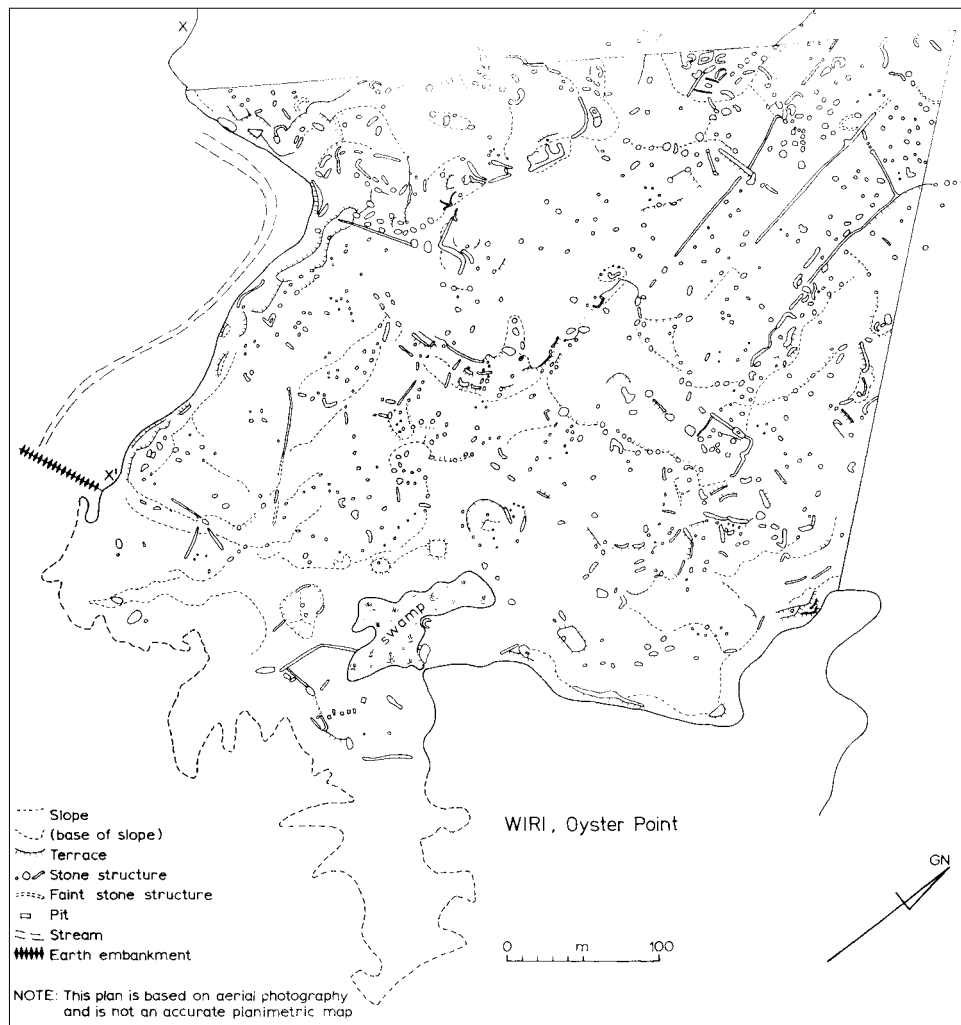 X
X'
swamp
WIRI, Oyster Point
GN
Slope
(base of slope)
Terrace
Stone structure
Faint stone structure
Pit
Stream
Earth embankment
0 m 100
NOTE: This plan is based on aerial photography
and is not an accurate planimetric map